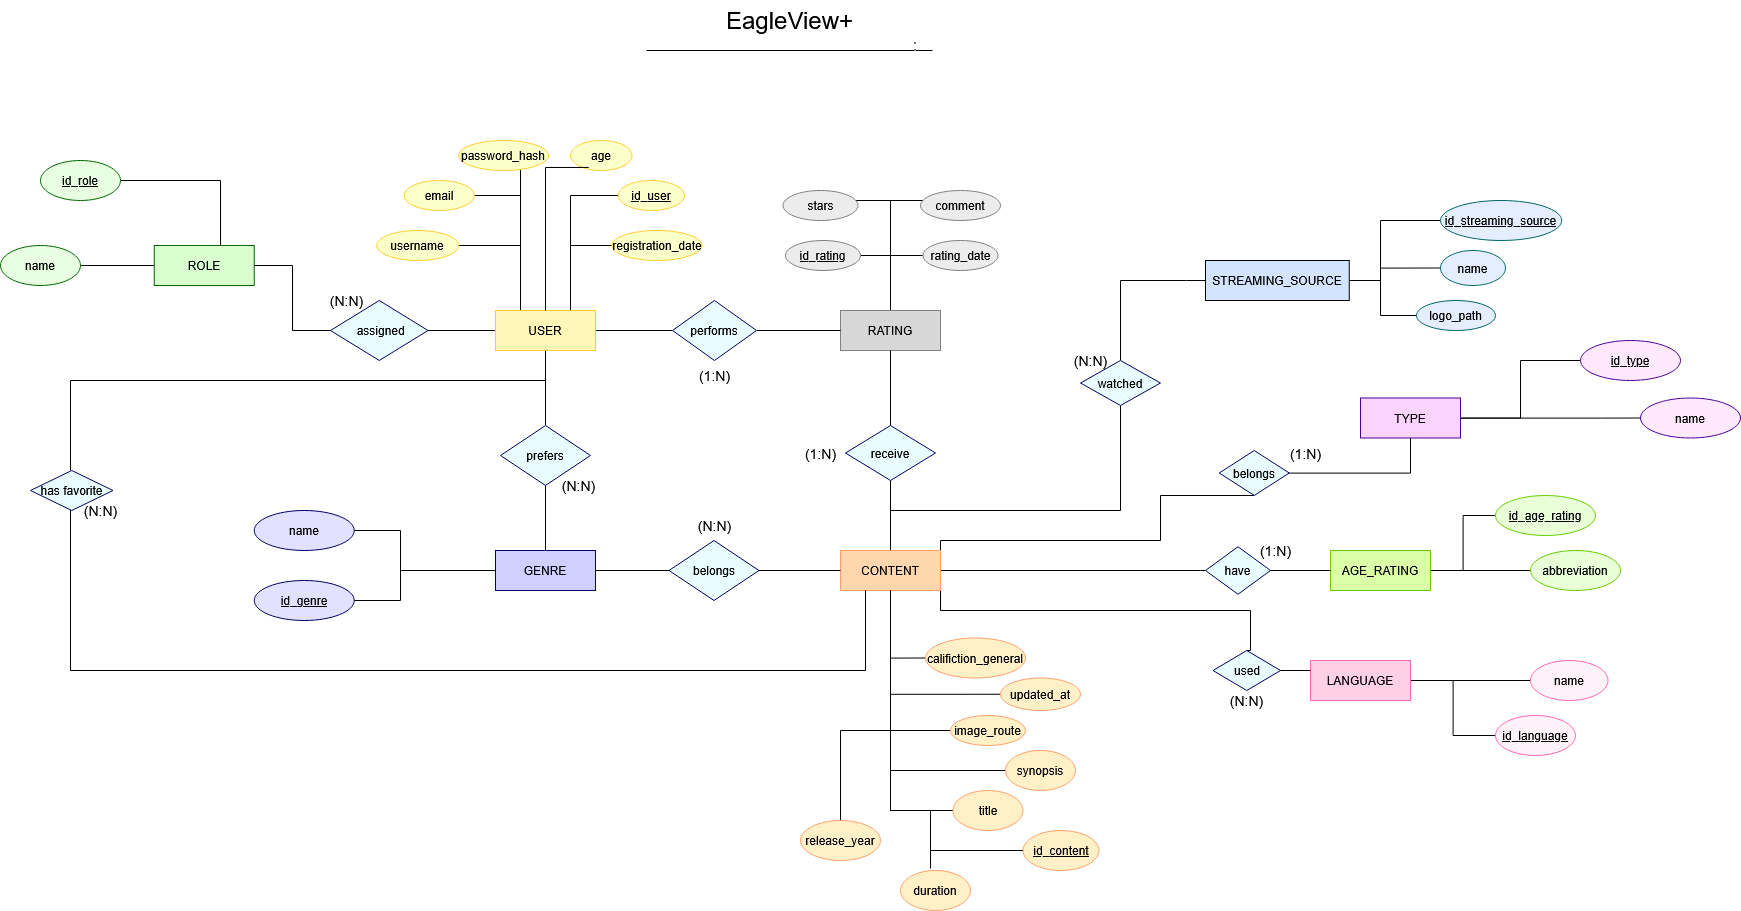 EagleView+
password_hash
age
id_role
email
id_user
username
registration_date
name
ROLE
(N:N)
assigned
USER
performs
(1:N)
stars
comment
id_rating
rating_date
RATING
id_streaming_source
STREAMING_SOURCE
name
logo_path
(N:N)
watched
id_type
TYPE
name
(1:N)
belongs
prefers
(N:N)
(1:N)
receive
has favorite
(N:N)
name
id_genre
GENRE
(N:N)
belongs
CONTENT
have
(1:N)
id_age_rating
AGE_RATING
abbreviation
used
(N:N)
LANGUAGE
name
id_language
califiction_general
updated_at
image_route
synopsis
title
release_year
id_content
duration